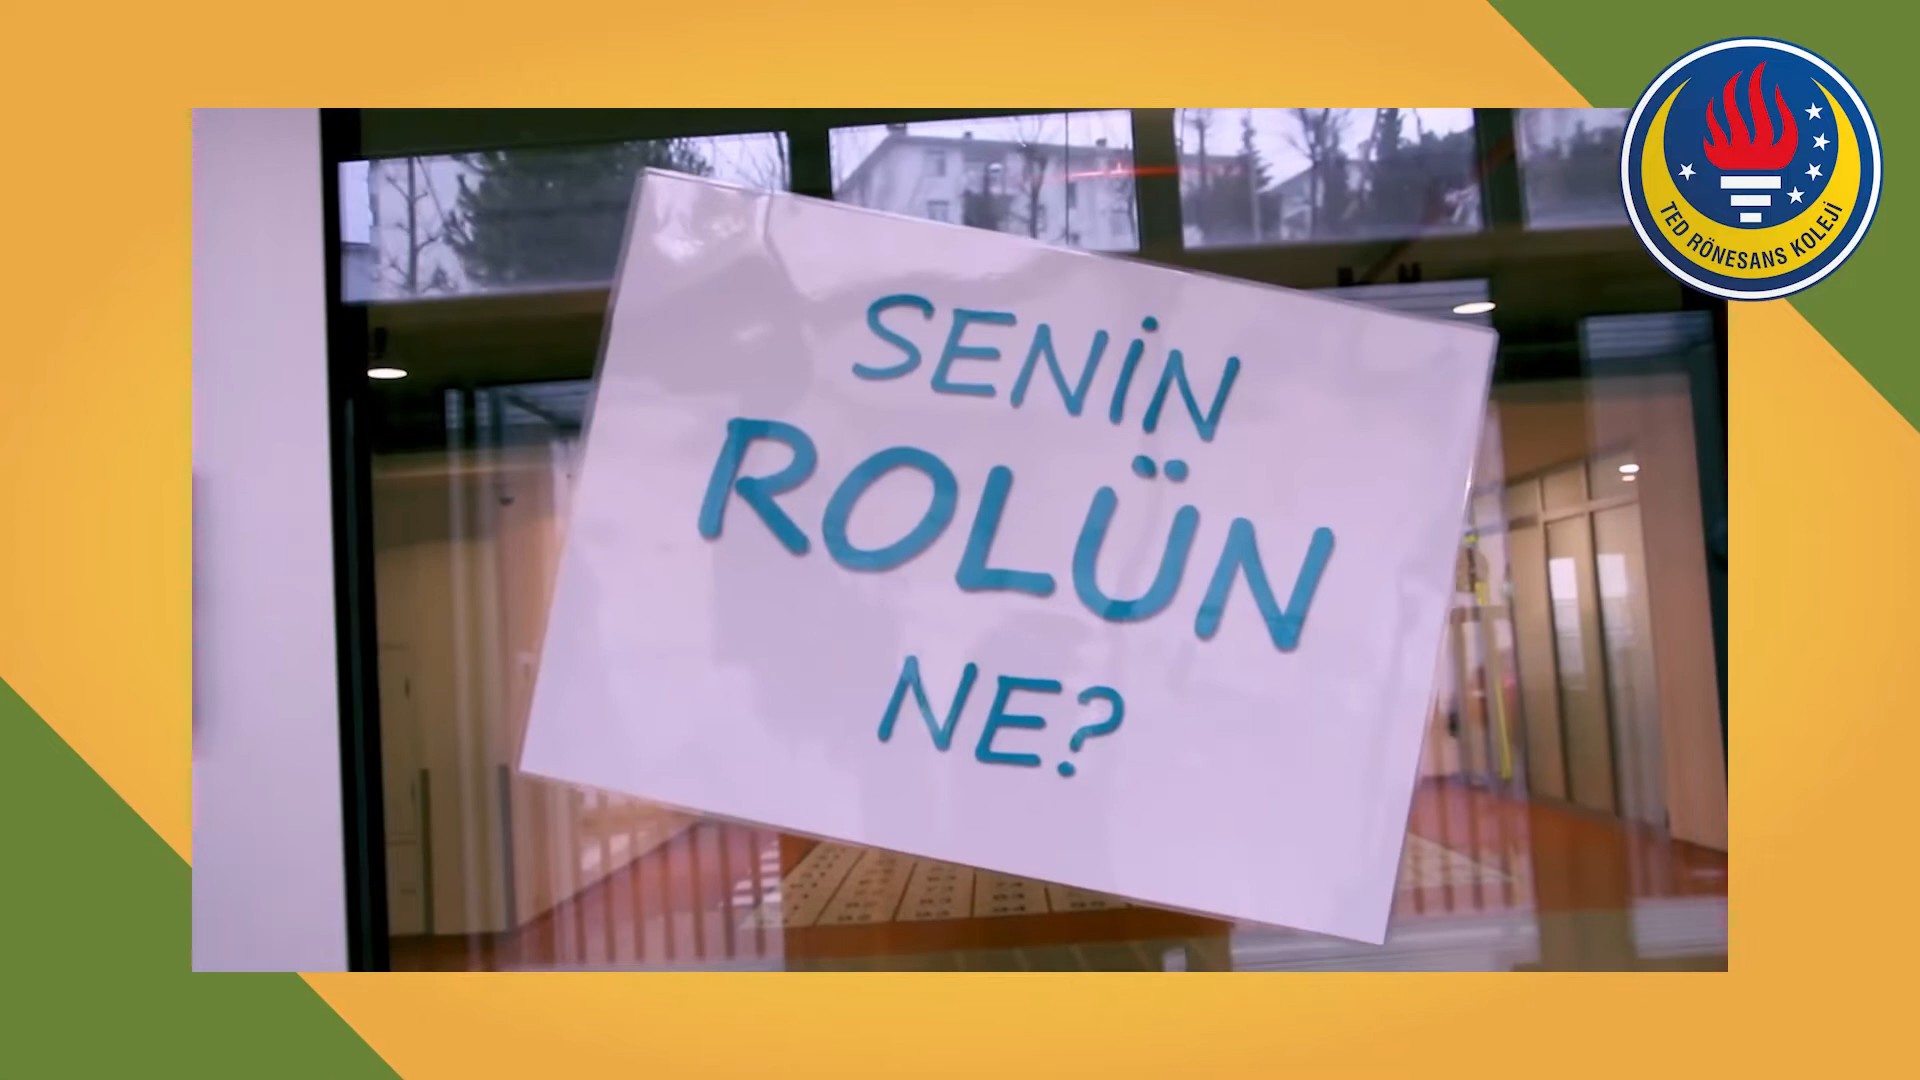 SENİN
ROLÜN
NE?
TED RÖNESANS KOLEJİ